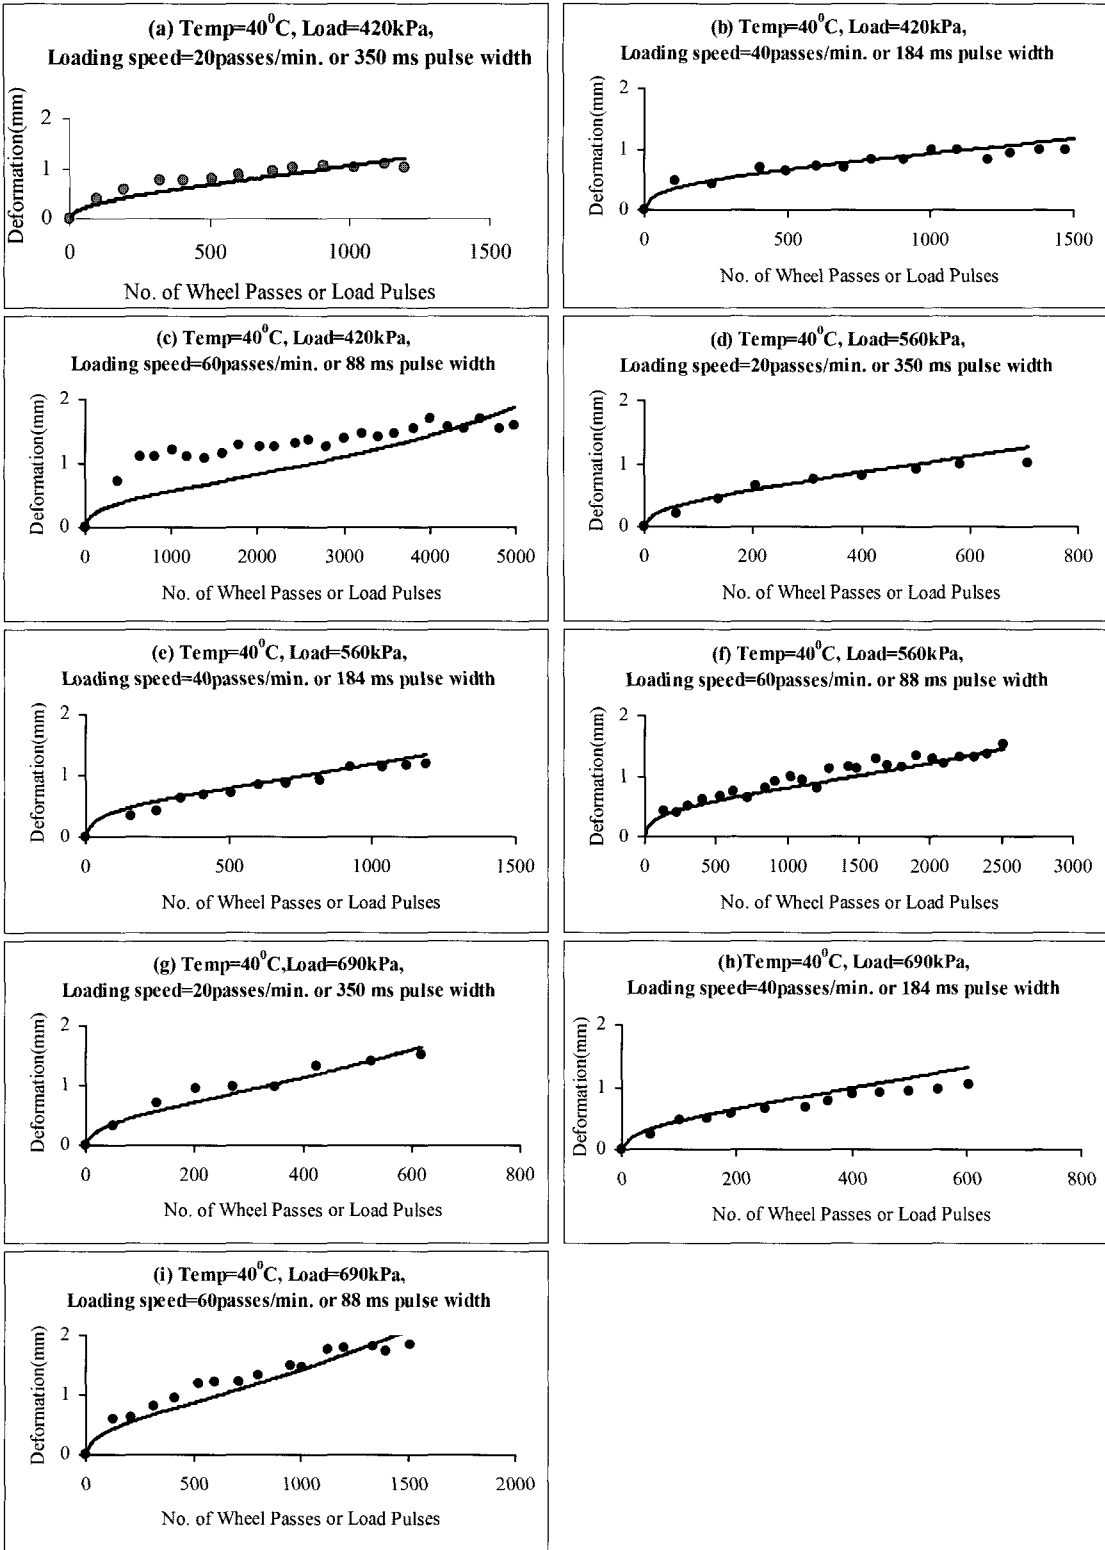 (a) Temp=40⁰C, Load=420kPa,
Loading speed=20passes/min. or 350 ms pulse width
Deformation(mm)
2
1
0
0 500 1000 1500
No. of Wheel Passes or Load Pulses
(b) Temp=40⁰C, Load=420kPa,
Loading speed=40passes/min. or 184 ms pulse width
Deformation(mm)
2
1
0
0 500 1000 1500
No. of Wheel Passes or Load Pulses
(c) Temp=40⁰C, Load=420kPa,
Loading speed=60passes/min. or 88 ms pulse width
Deformation(mm)
2
1
0
0 1000 2000 3000 4000 5000
No. of Wheel Passes or Load Pulses
(d) Temp=40⁰C, Load=560kPa,
Loading speed=20passes/min. or 350 ms pulse width
Deformation(mm)
2
1
0
0 200 400 600 800
No. of Wheel Passes or Load Pulses
(e) Temp=40⁰C, Load=560kPa,
Loading speed=40passes/min. or 184 ms pulse width
Deformation(mm)
2
1
0
0 500 1000 1500
No. of Wheel Passes or Load Pulses
(f) Temp=40⁰C, Load=560kPa,
Loading speed=60passes/min. or 88 ms pulse width
Deformation(mm)
2
1
0
0 500 1000 1500 2000 2500 3000
No. of Wheel Passes or Load Pulses
(g) Temp=40⁰C,Load=690kPa,
Loading speed=20passes/min. or 350 ms pulse width
Deformation(mm)
2
1
0
0 200 400 600 800
No. of Wheel Passes or Load Pulses
(h)Temp=40⁰C, Load=690kPa,
Loading speed=40passes/min. or 184 ms pulse width
Deformation(mm)
2
1
0
0 200 400 600 800
No. of Wheel Passes or Load Pulses
(i) Temp=40⁰C, Load=690kPa,
Loading speed=60passes/min. or 88 ms pulse width
Deformation(mm)
2
1
0
0 500 1000 1500 2000
No. of Wheel Passes or Load Pulses